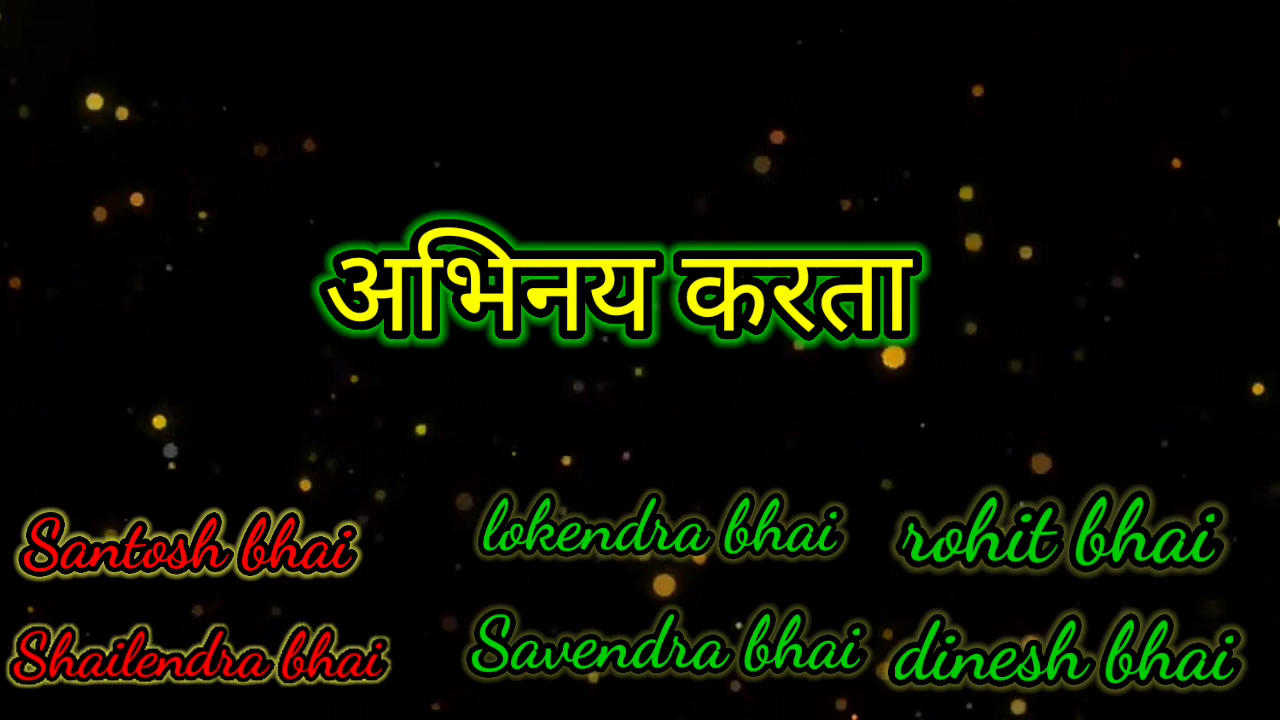 अभिनय करता
Santosh bhai lokendra bhai rohit bhai
Shailendra bhai Savendra bhai dinesh bhai